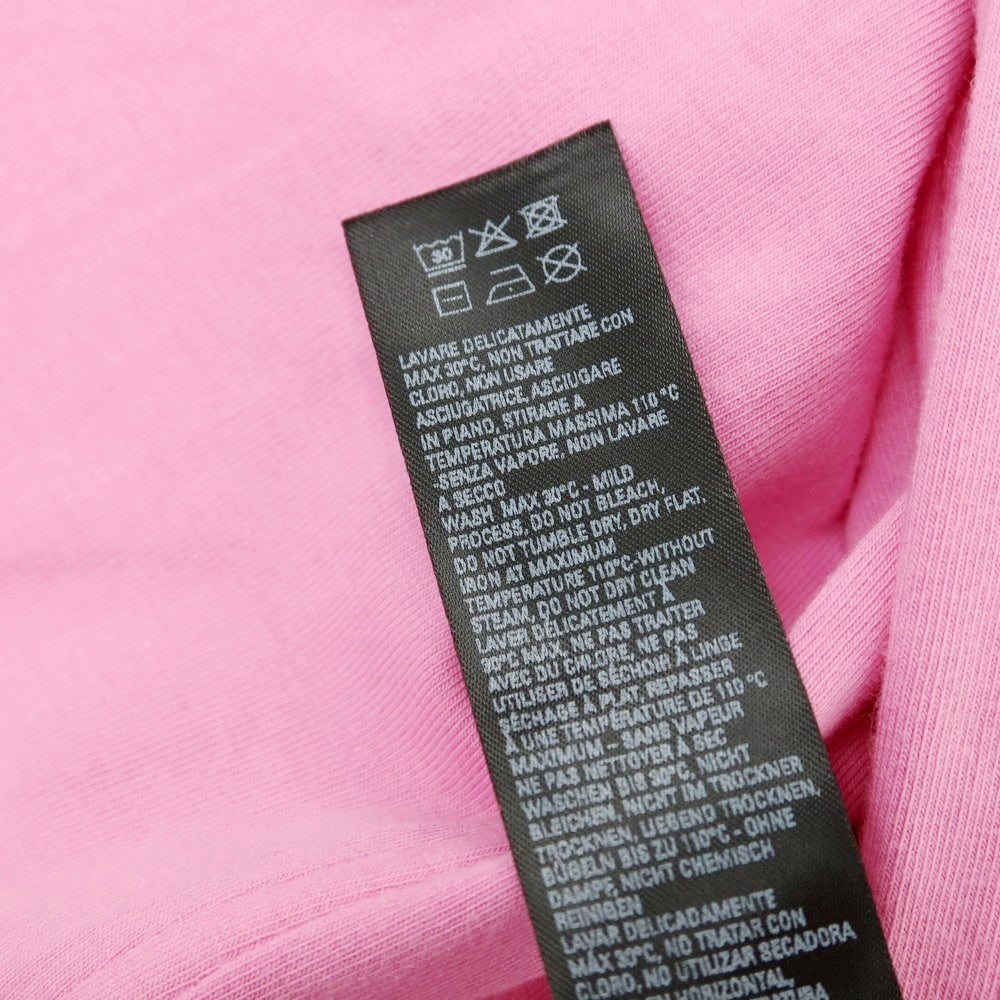 30
LAVARE DELICATAMENTE
MAX 30°C, NON TRATTARE CON
CLORO, NON USARE
ASCIUGATRICE, ASCIUGARE
IN PIANO, STIRARE A
TEMPERATURA MASSIMA 110 °C
-SENZA VAPORE, NON LAVARE
A SECCO
WASH MAX 30°C - MILD
PROCESS, DO NOT BLEACH,
DO NOT TUMBLE DRY, DRY FLAT,
IRON AT MAXIMUM
TEMPERATURE 110°C-WITHOUT
STEAM, DO NOT DRY CLEAN
LAVER DÉLICATEMENT À
30°C MAX, NE PAS TRAITER
AVEC DU CHLORE, NE PAS
UTILISER DE SÉCHOIR À LINGE
SÉCHAGE À PLAT, REPASSER
À UNE TEMPÉRATURE DE 110 °C
MAXIMUM - SANS VAPEUR
NE PAS NETTOYER À SEC
WASCHEN BIS 30°C, NICHT
BLEICHEN, NICHT IM TROCKNER
TROCKNEN, LIEGEND TROCKNEN,
BÜGELN BIS ZU 110°C - OHNE
DAMPF, NICHT CHEMISCH
REINIGEN
LAVAR DELICADAMENTE
MÁX 30°C, NO TRATAR CON
CLORO, NO UTILIZAR SECADORA
HORIZONTAL,